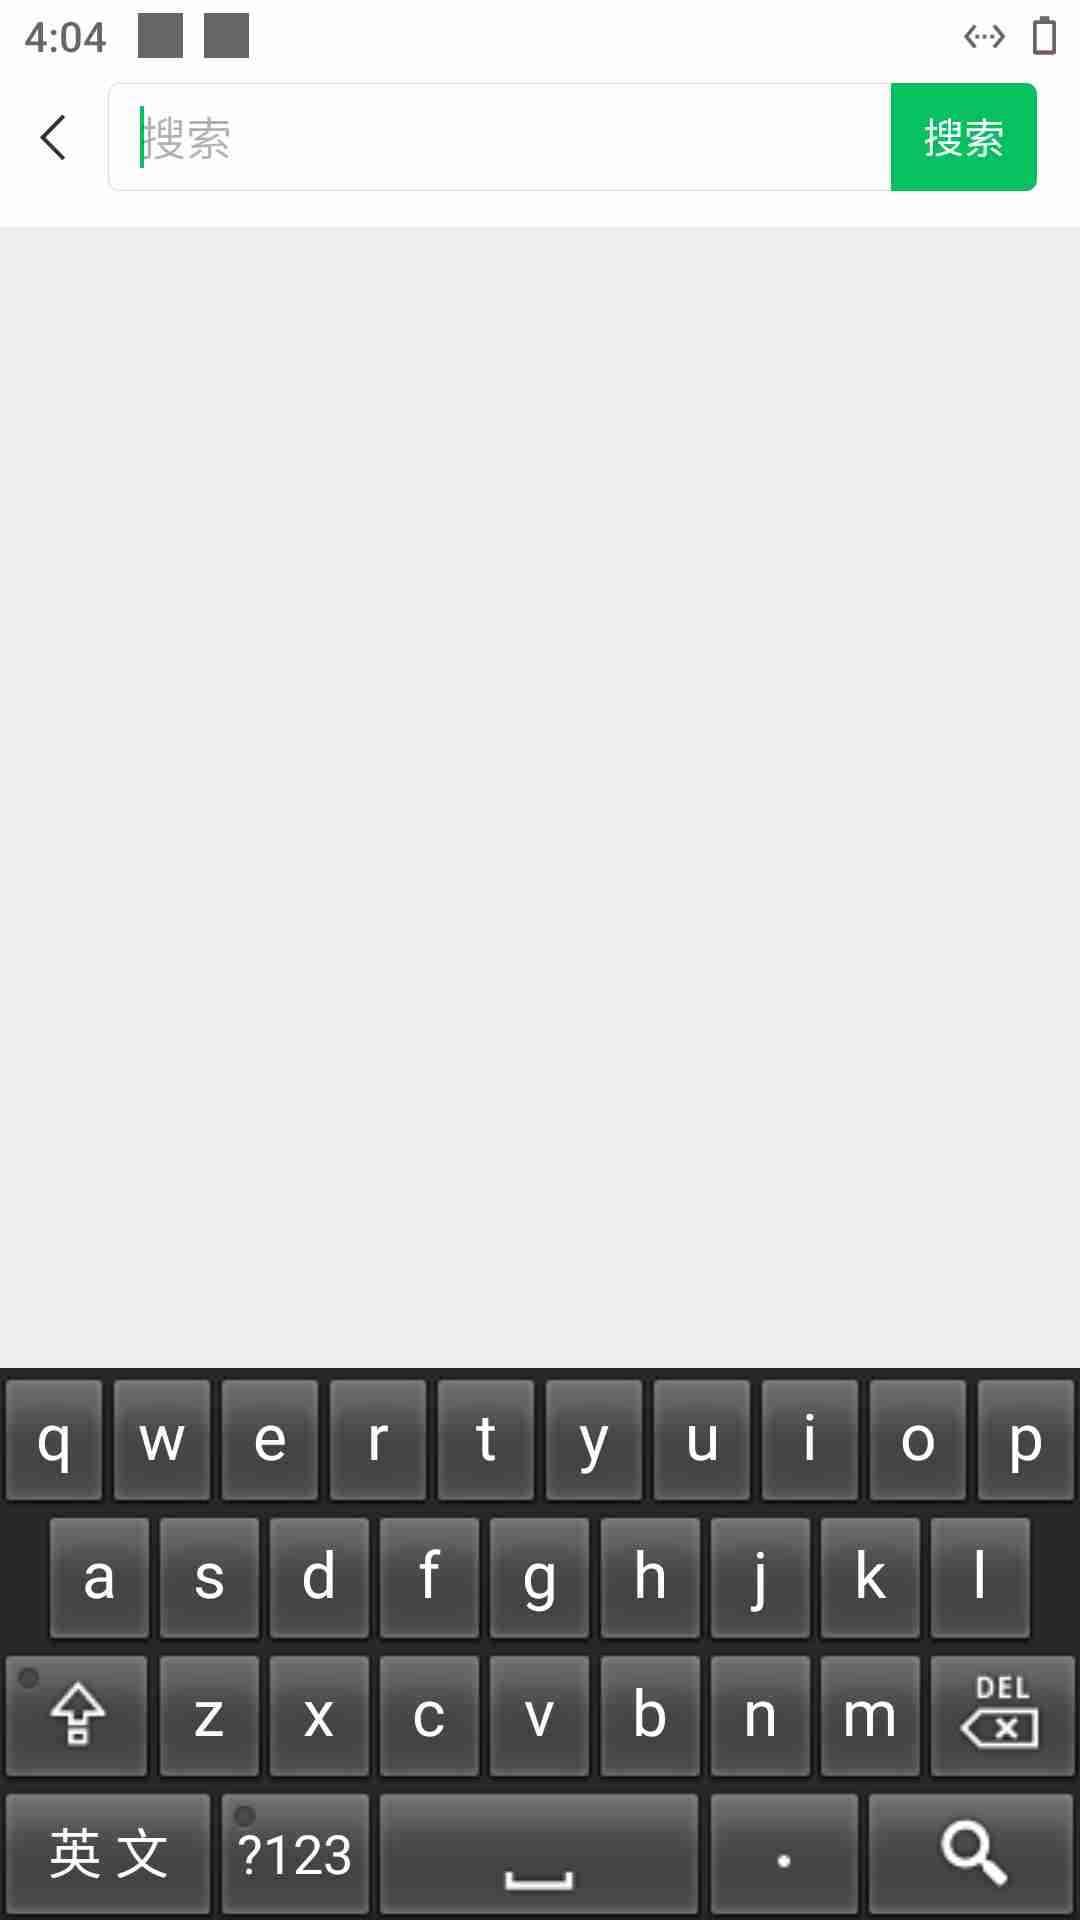 4:04
搜索 搜索
q w e r t y u i o p
a s d f g h j k l
z x c v b n m DEL
英文 ?123 .